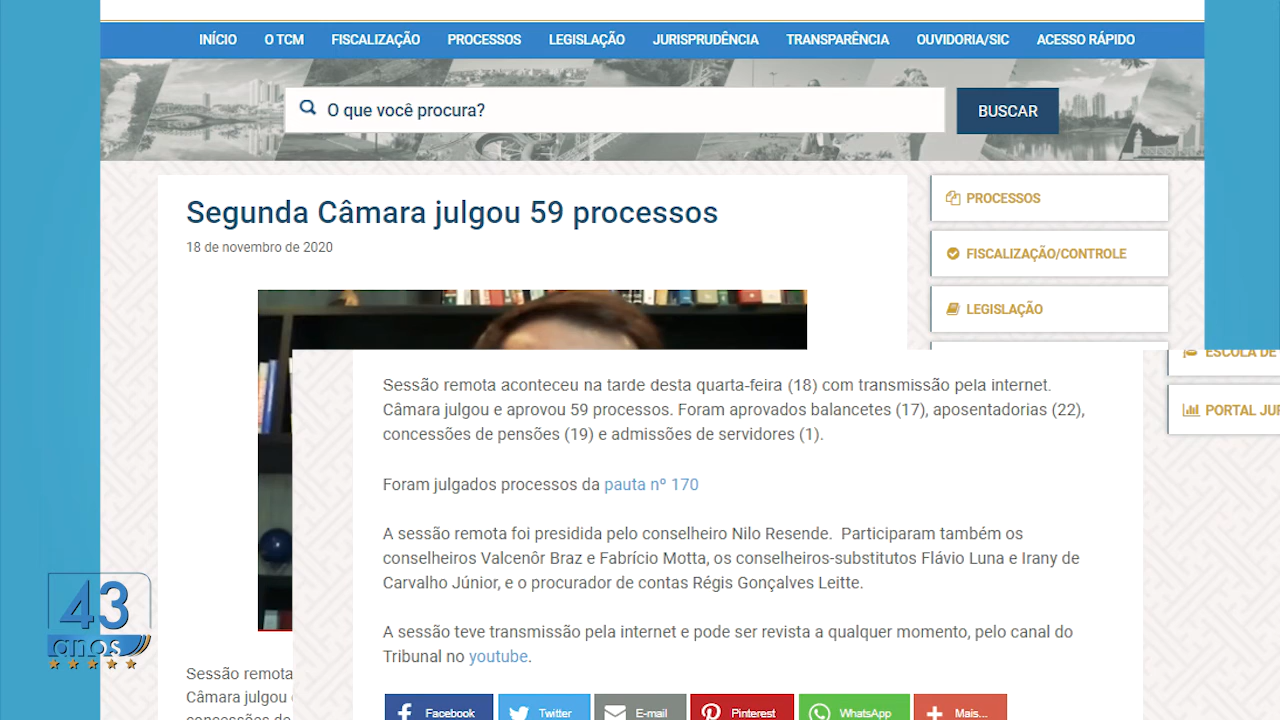 INÍCIO O TCM FISCALIZAÇÃO PROCESSOS LEGISLAÇÃO JURISPRUDÊNCIA TRANSPARÊNCIA OUVIDORIA/SIC ACESSO RÁPIDO
O que você procura? BUSCAR
Segunda Câmara julgou 59 processos
18 de novembro de 2020
PROCESSOS
FISCALIZAÇÃO/CONTROLE
LEGISLAÇÃO
ESCOLA DE
PORTAL JUR
Sessão remota aconteceu na tarde desta quarta-feira (18) com transmissão pela internet.
Câmara julgou e aprovou 59 processos. Foram aprovados balancetes (17), aposentadorias (22),
concessões de pensões (19) e admissões de servidores (1).
Foram julgados processos da pauta nº 170
A sessão remota foi presidida pelo conselheiro Nilo Resende.  Participaram também os
conselheiros Valcenôr Braz e Fabrício Motta, os conselheiros-substitutos Flávio Luna e Irany de
Carvalho Júnior, e o procurador de contas Régis Gonçalves Leitte.
A sessão teve transmissão pela internet e pode ser revista a qualquer momento, pelo canal do
Tribunal no youtube.
Facebook Twitter E-mail Pinterest WhatsApp Mais...
43
anos
Sessão remota
Câmara julgou
concessões de